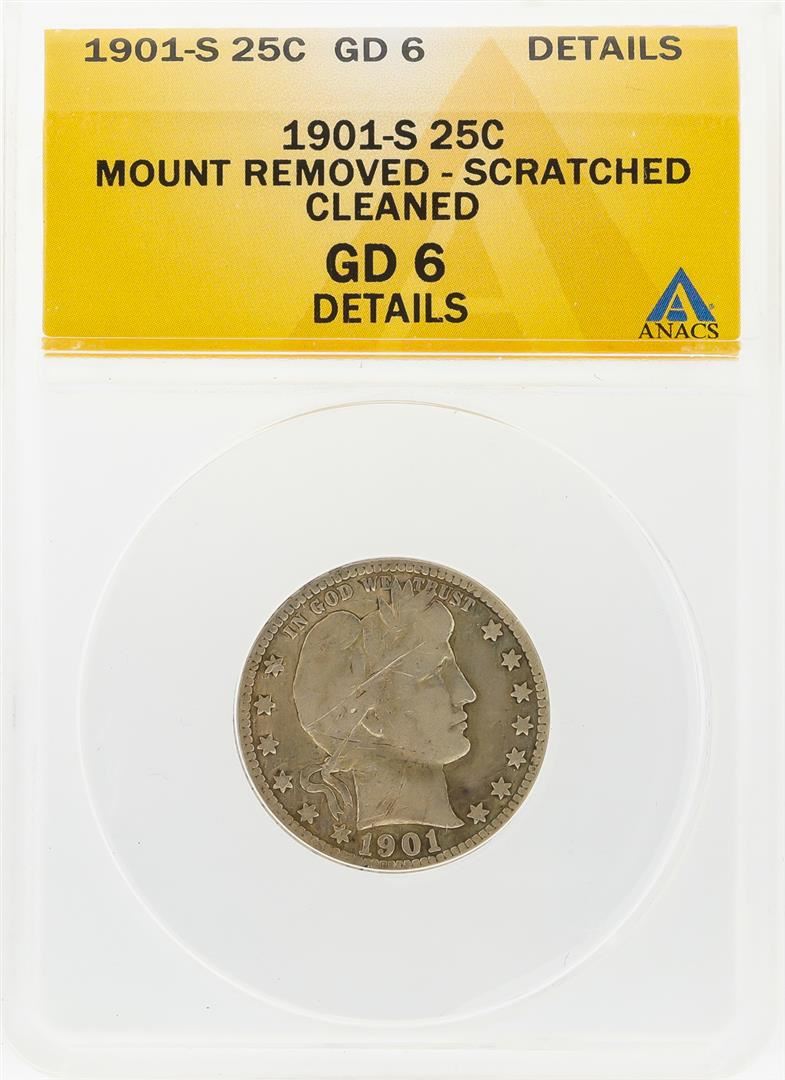 1901-S 25C GD 6 DETAILS
1901-S 25C
MOUNT REMOVED - SCRATCHED
CLEANED
GD 6
DETAILS
ANACS
IN GOD WE TRUST
1901